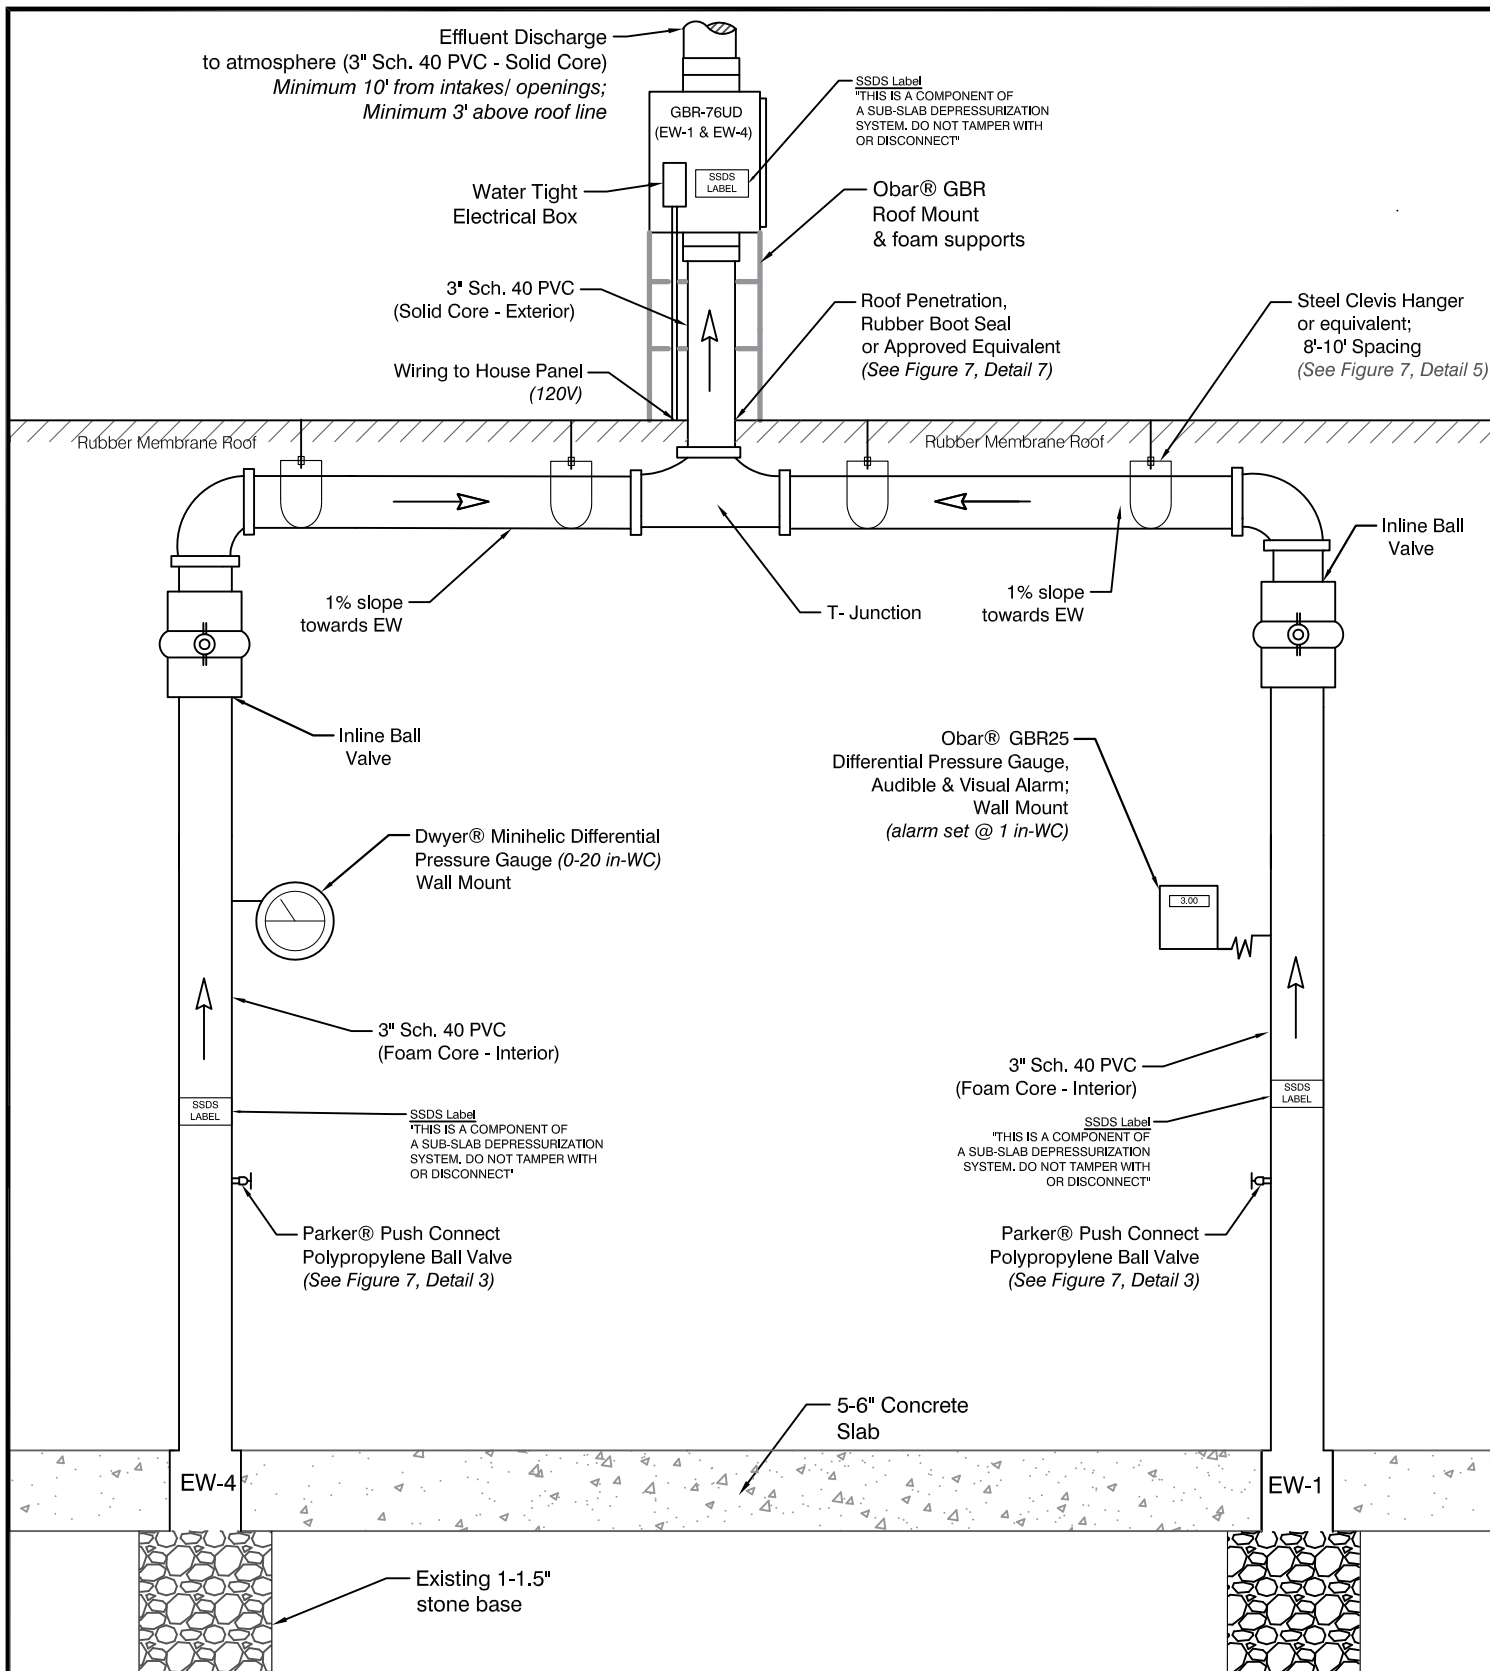 Effluent Discharge
to atmosphere (3" Sch. 40 PVC - Solid Core)
Minimum 10' from intakes/ openings;
Minimum 3' above roof line
GBR-76UD
(EW-1 & EW-4)
SSDS
LABEL
SSDS Label
"THIS IS A COMPONENT OF
A SUB-SLAB DEPRESSURIZATION
SYSTEM. DO NOT TAMPER WITH
OR DISCONNECT"
Water Tight
Electrical Box
Obar® GBR
Roof Mount
& foam supports
3" Sch. 40 PVC
(Solid Core - Exterior)
Roof Penetration,
Rubber Boot Seal
or Approved Equivalent
(See Figure 7, Detail 7)
Steel Clevis Hanger
or equivalent;
8'-10' Spacing
(See Figure 7, Detail 5)
Wiring to House Panel
(120V)
Rubber Membrane Roof
Rubber Membrane Roof
Inline Ball
Valve
1% slope
towards EW
T- Junction
1% slope
towards EW
Inline Ball
Valve
Obar® GBR25
Differential Pressure Gauge,
Audible & Visual Alarm;
Wall Mount
(alarm set @ 1 in-WC)
Dwyer® Minihelic Differential
Pressure Gauge (0-20 in-WC)
Wall Mount
3.00
3" Sch. 40 PVC
(Foam Core - Interior)
3" Sch. 40 PVC
(Foam Core - Interior)
SSDS
LABEL
SSDS Label
"THIS IS A COMPONENT OF
A SUB-SLAB DEPRESSURIZATION
SYSTEM. DO NOT TAMPER WITH
OR DISCONNECT"
SSDS Label
"THIS IS A COMPONENT OF
A SUB-SLAB DEPRESSURIZATION
SYSTEM. DO NOT TAMPER WITH
OR DISCONNECT"
SSDS
LABEL
Parker® Push Connect
Polypropylene Ball Valve
(See Figure 7, Detail 3)
Parker® Push Connect
Polypropylene Ball Valve
(See Figure 7, Detail 3)
5-6" Concrete
Slab
EW-4
EW-1
Existing 1-1.5"
stone base